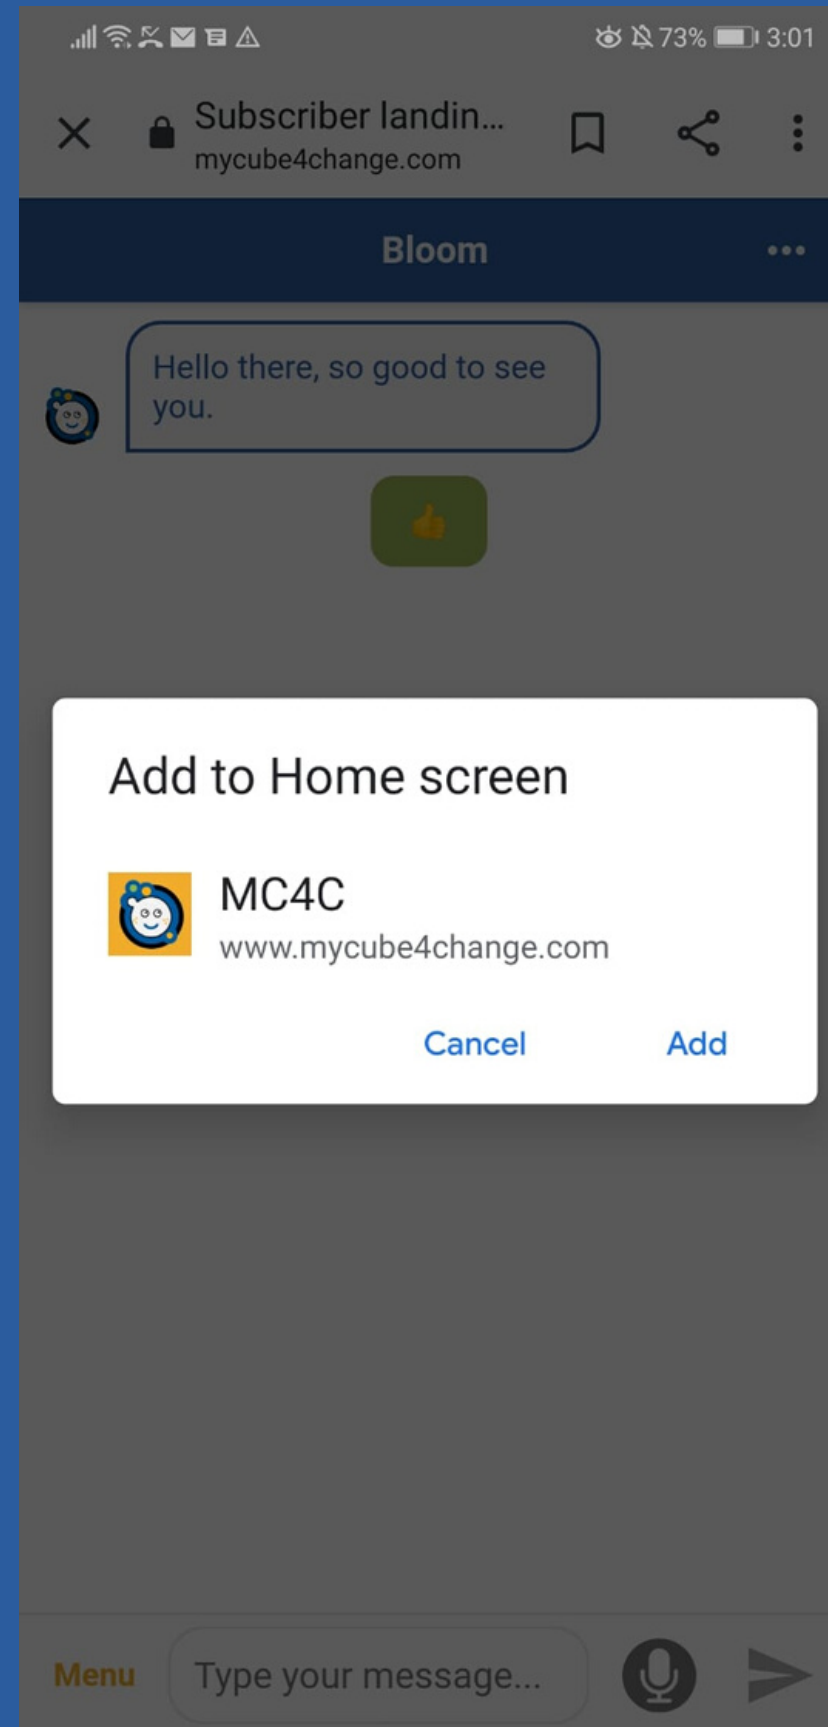 73% 3:01
Subscriber landin...
mycube4change.com
Bloom
Hello there, so good to see
you.
Add to Home screen
MC4C
www.mycube4change.com
Cancel Add
Menu Type your message...